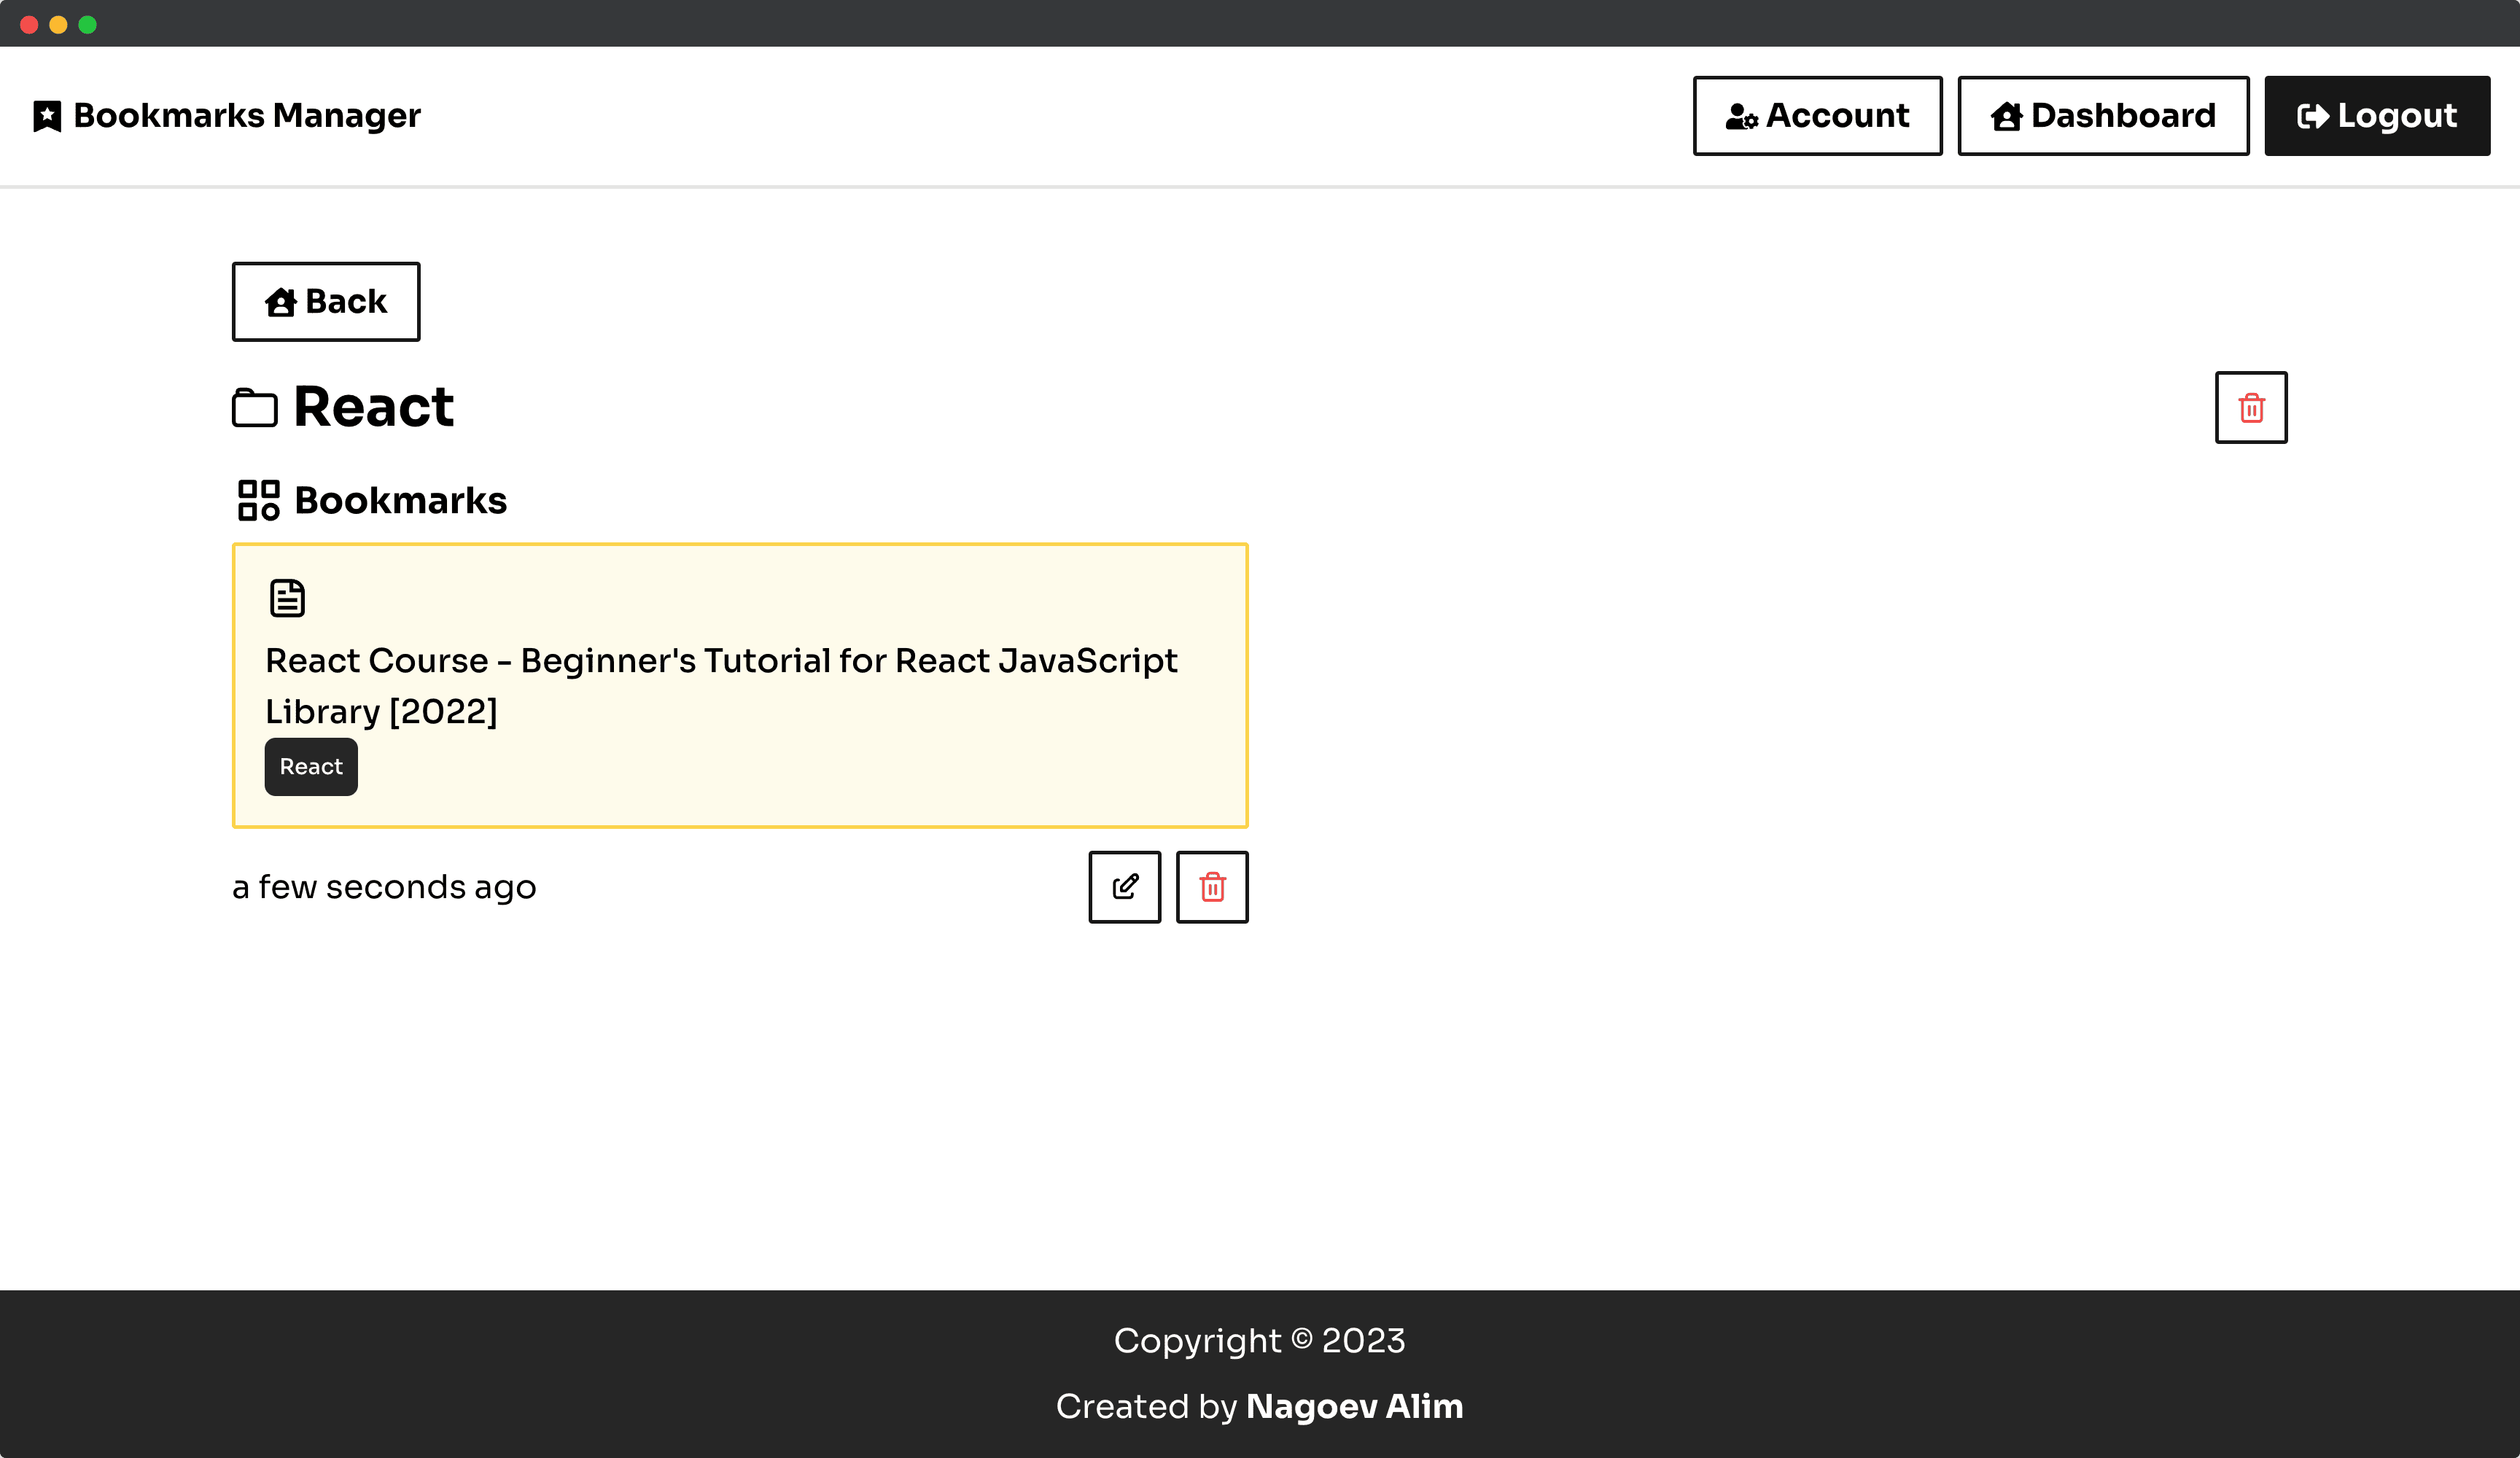 Bookmarks Manager
Account
Dashboard
Logout
Back
React
Bookmarks
React Course - Beginner's Tutorial for React JavaScript
Library [2022]
React
a few seconds ago
Copyright © 2023
Created by Nagoev Alim